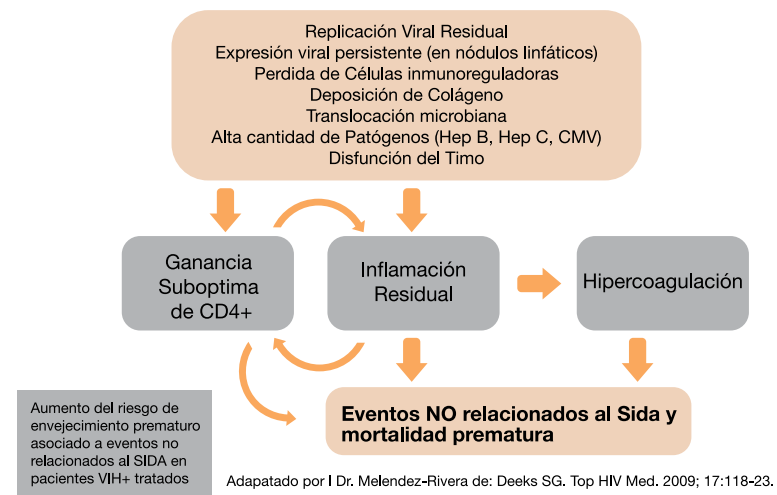 Replicación Viral Residual
Expresión viral persistente (en nódulos linfáticos)
Perdida de Células inmunoreguladoras
Deposición de Colágeno
Translocación microbiana
Alta cantidad de Patógenos (Hep B, Hep C, CMV)
Disfunción del Timo
Ganancia
Suboptima
de CD4+
Inflamación
Residual
Hipercoagulación
Eventos NO relacionados al Sida y
mortalidad prematura
Aumento del riesgo de
envejecimiento prematuro
asociado a eventos no
relacionados al SIDA en
pacientes VIH+ tratados
Adapatado por l Dr. Melendez-Rivera de: Deeks SG. Top HIV Med. 2009; 17:118-23.